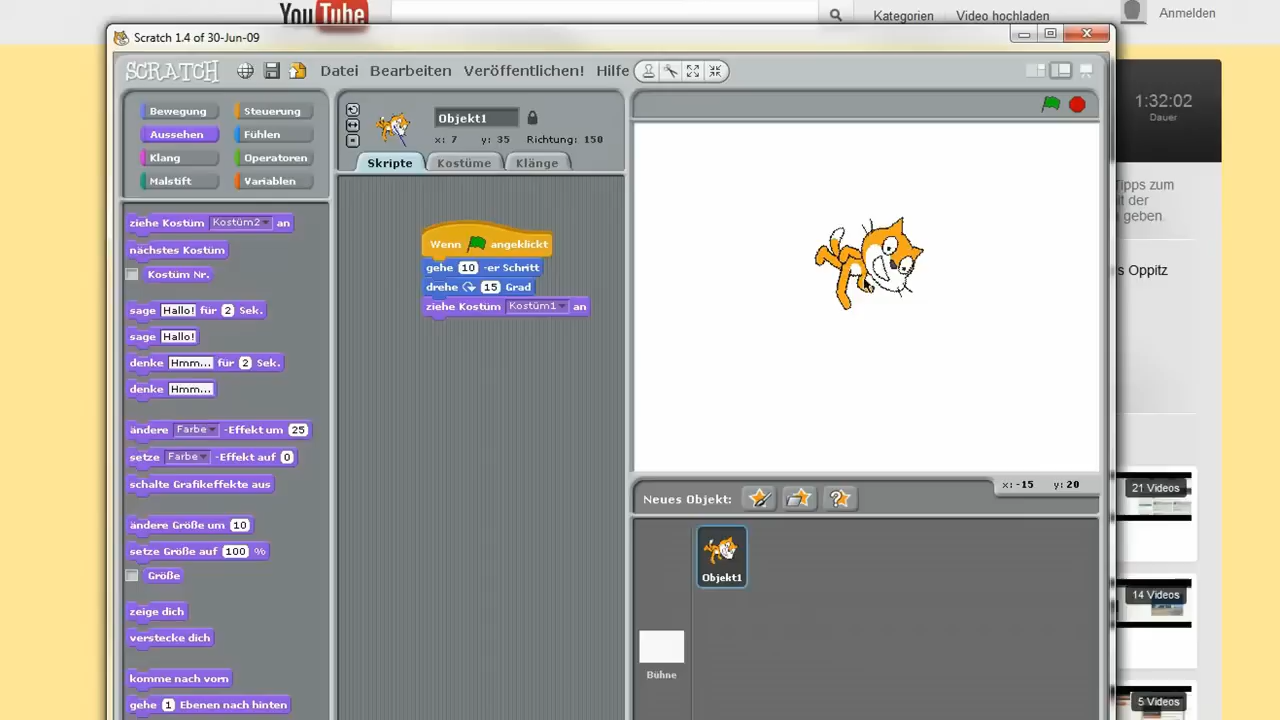 YouTube
Kategorien
Video hochladen
Anmelden
Scratch 1.4 of 30-Jun-09
SCRATCH
Datei
Bearbeiten
Veröffentlichen!
Hilfe
Bewegung
Steuerung
Aussehen
Fühlen
Klang
Operatoren
Malstift
Variablen
Objekt1
x: 7 y: 35 Richtung: 150
Skripte
Kostüme
Klänge
1:32:02
Dauer
Tipps zum
it der
geben.
s Oppitz
21 Videos
14 Videos
5 Videos
ziehe Kostüm Kostüm2 an
nächstes Kostüm
Kostüm Nr.
sage Hallo! für 2 Sek.
sage Hallo!
denke Hmm... für 2 Sek.
denke Hmm...
ändere Farbe -Effekt um 25
setze Farbe -Effekt auf 0
schalte Grafikeffekte aus
ändere Größe um 10
setze Größe auf 100 %
Größe
zeige dich
verstecke dich
komme nach vorn
gehe 1 Ebenen nach hinten
Wenn angeklickt
gehe 10 -er Schritt
drehe 15 Grad
ziehe Kostüm Kostüm1 an
x: -15 y: 20
Neues Objekt:
Objekt1
Bühne